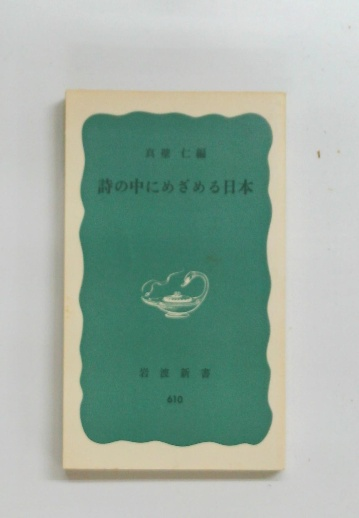 真壁 仁編
詩の中にめざめる日本
岩波新書
610